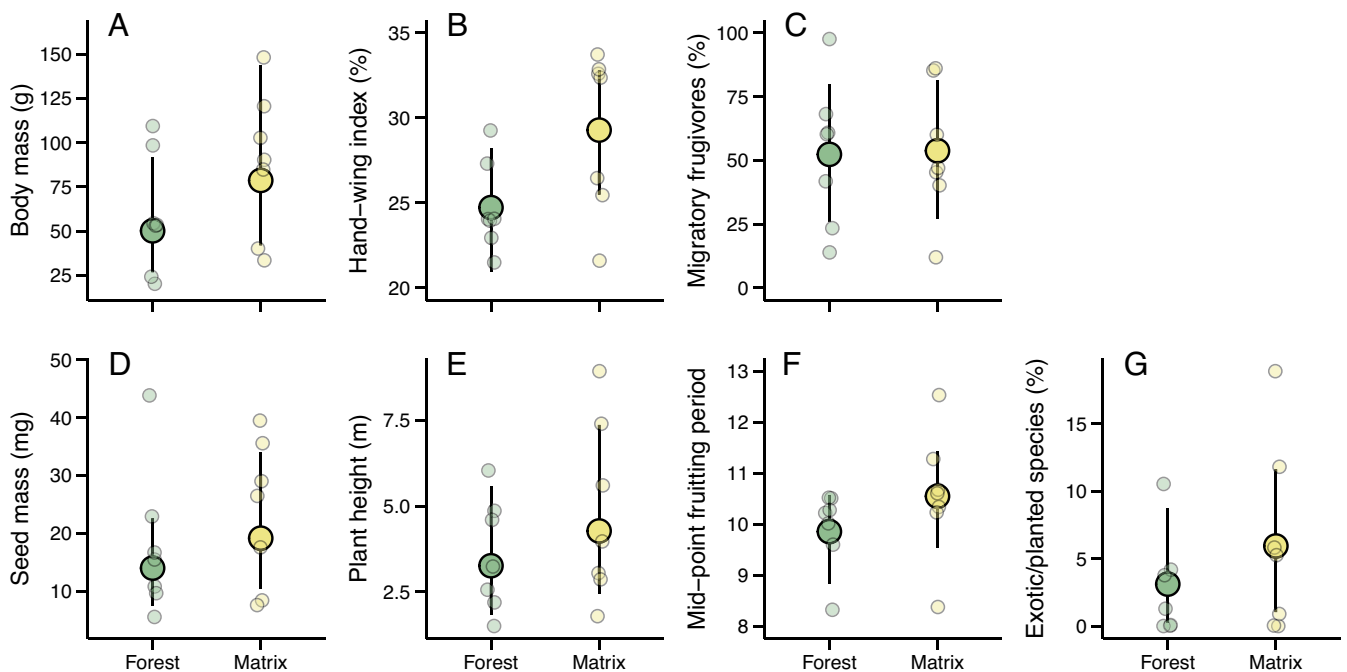 A
Body mass (g)
150
125
100
75
50
25
B
Hand−wing index (%)
35
30
25
20
C
Migratory frugivores (%)
100
75
50
25
0
D
Seed mass (mg)
50
40
30
20
10
Forest Matrix
E
Plant height (m)
7.5
5.0
2.5
Forest Matrix
F
Mid−point fruiting period
13
12
11
10
9
8
Forest Matrix
G
Exotic/planted species (%)
15
10
5
0
Forest Matrix